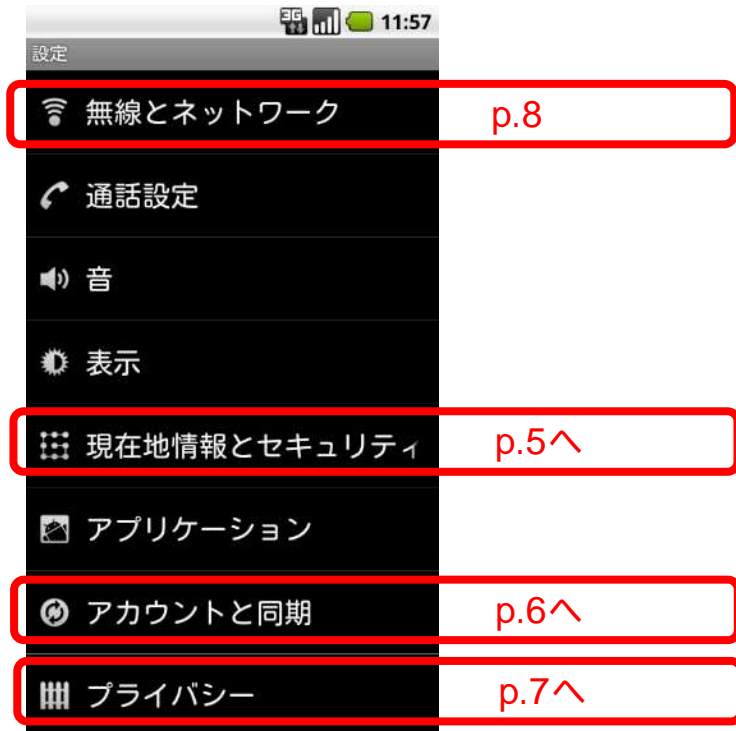 3G 11:57
設定
無線とネットワーク p.8
通話設定
音
表示
現在地情報とセキュリティ p.5へ
アプリケーション
アカウントと同期 p.6へ
プライバシー p.7へ